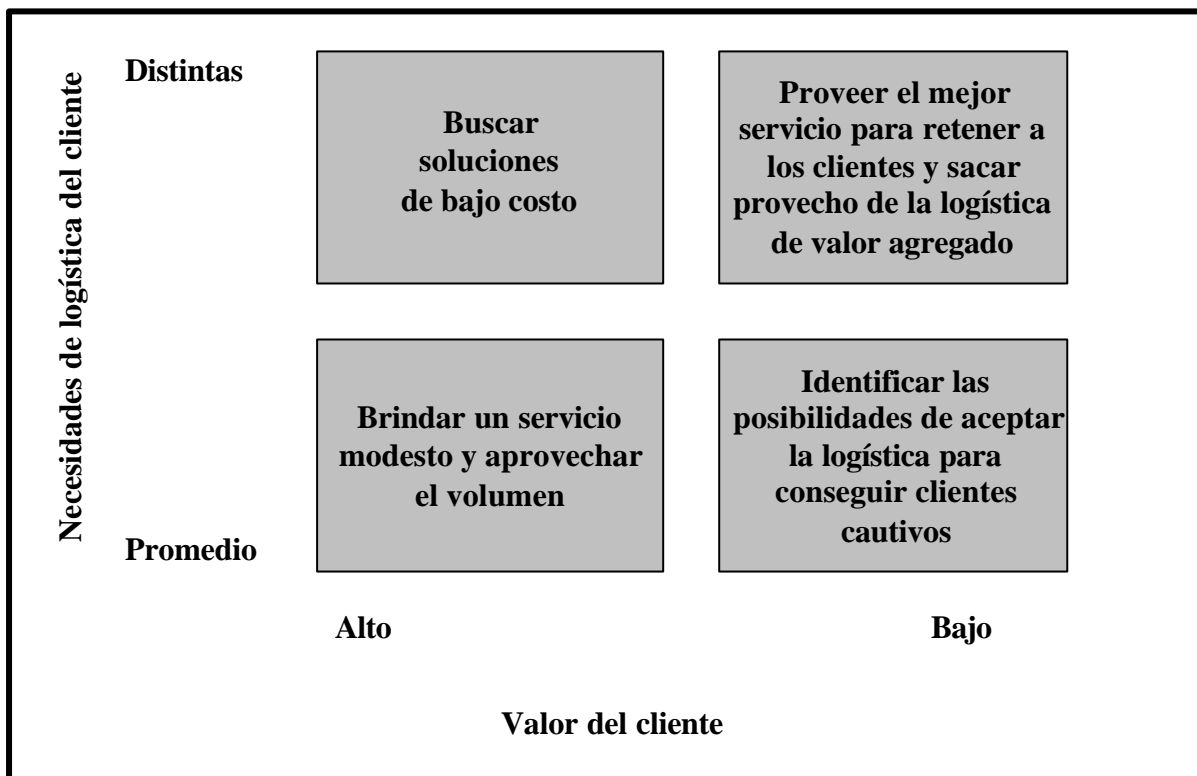 Necesidades de logística del cliente
Distintas
Buscar
soluciones
de bajo costo
Proveer el mejor
servicio para retener a
los clientes y sacar
provecho de la logística
de valor agregado
Brindar un servicio
modesto y aprovechar
el volumen
Identificar las
posibilidades de aceptar
la logística para
conseguir clientes
cautivos
Promedio
Alto
Bajo
Valor del cliente